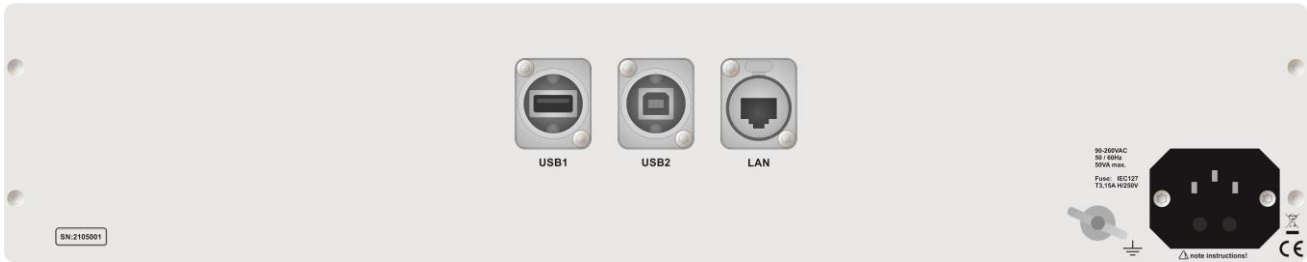 USB1
USB2
LAN
90-260VAC
50 / 60Hz
50VA max.
Fuse: IEC127
T3,15A H/250V
SN:2105001
note instructions!
CE